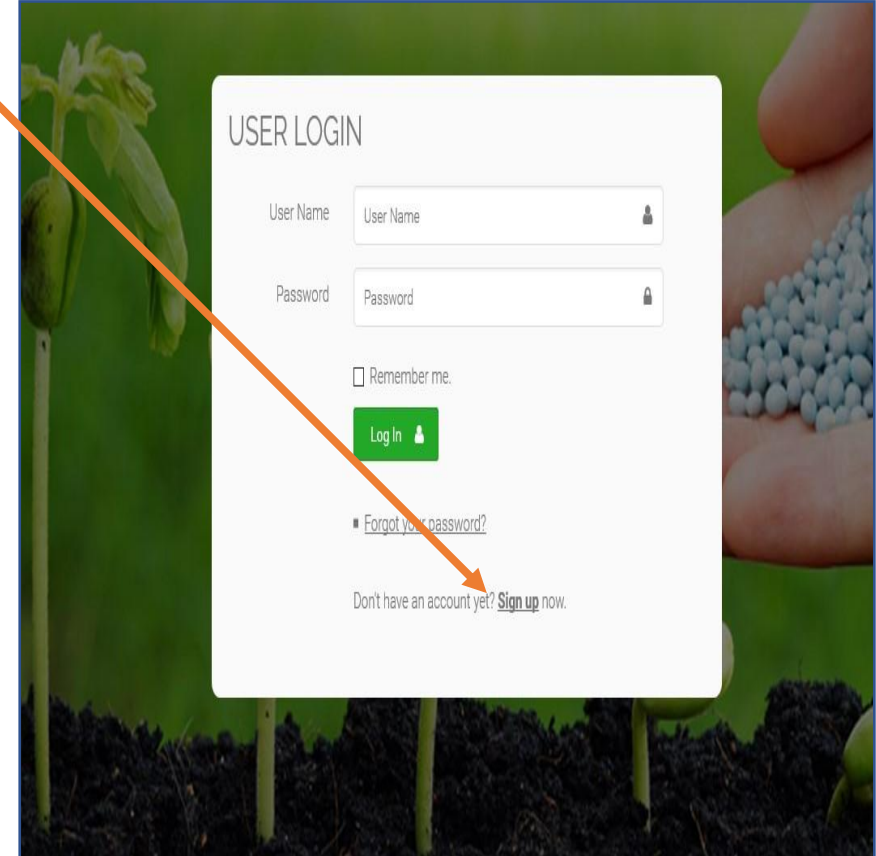 USER LOGIN
User Name User Name
Password Password
Remember me.
Log In
Forgot your password?
Don't have an account yet? Sign up now.